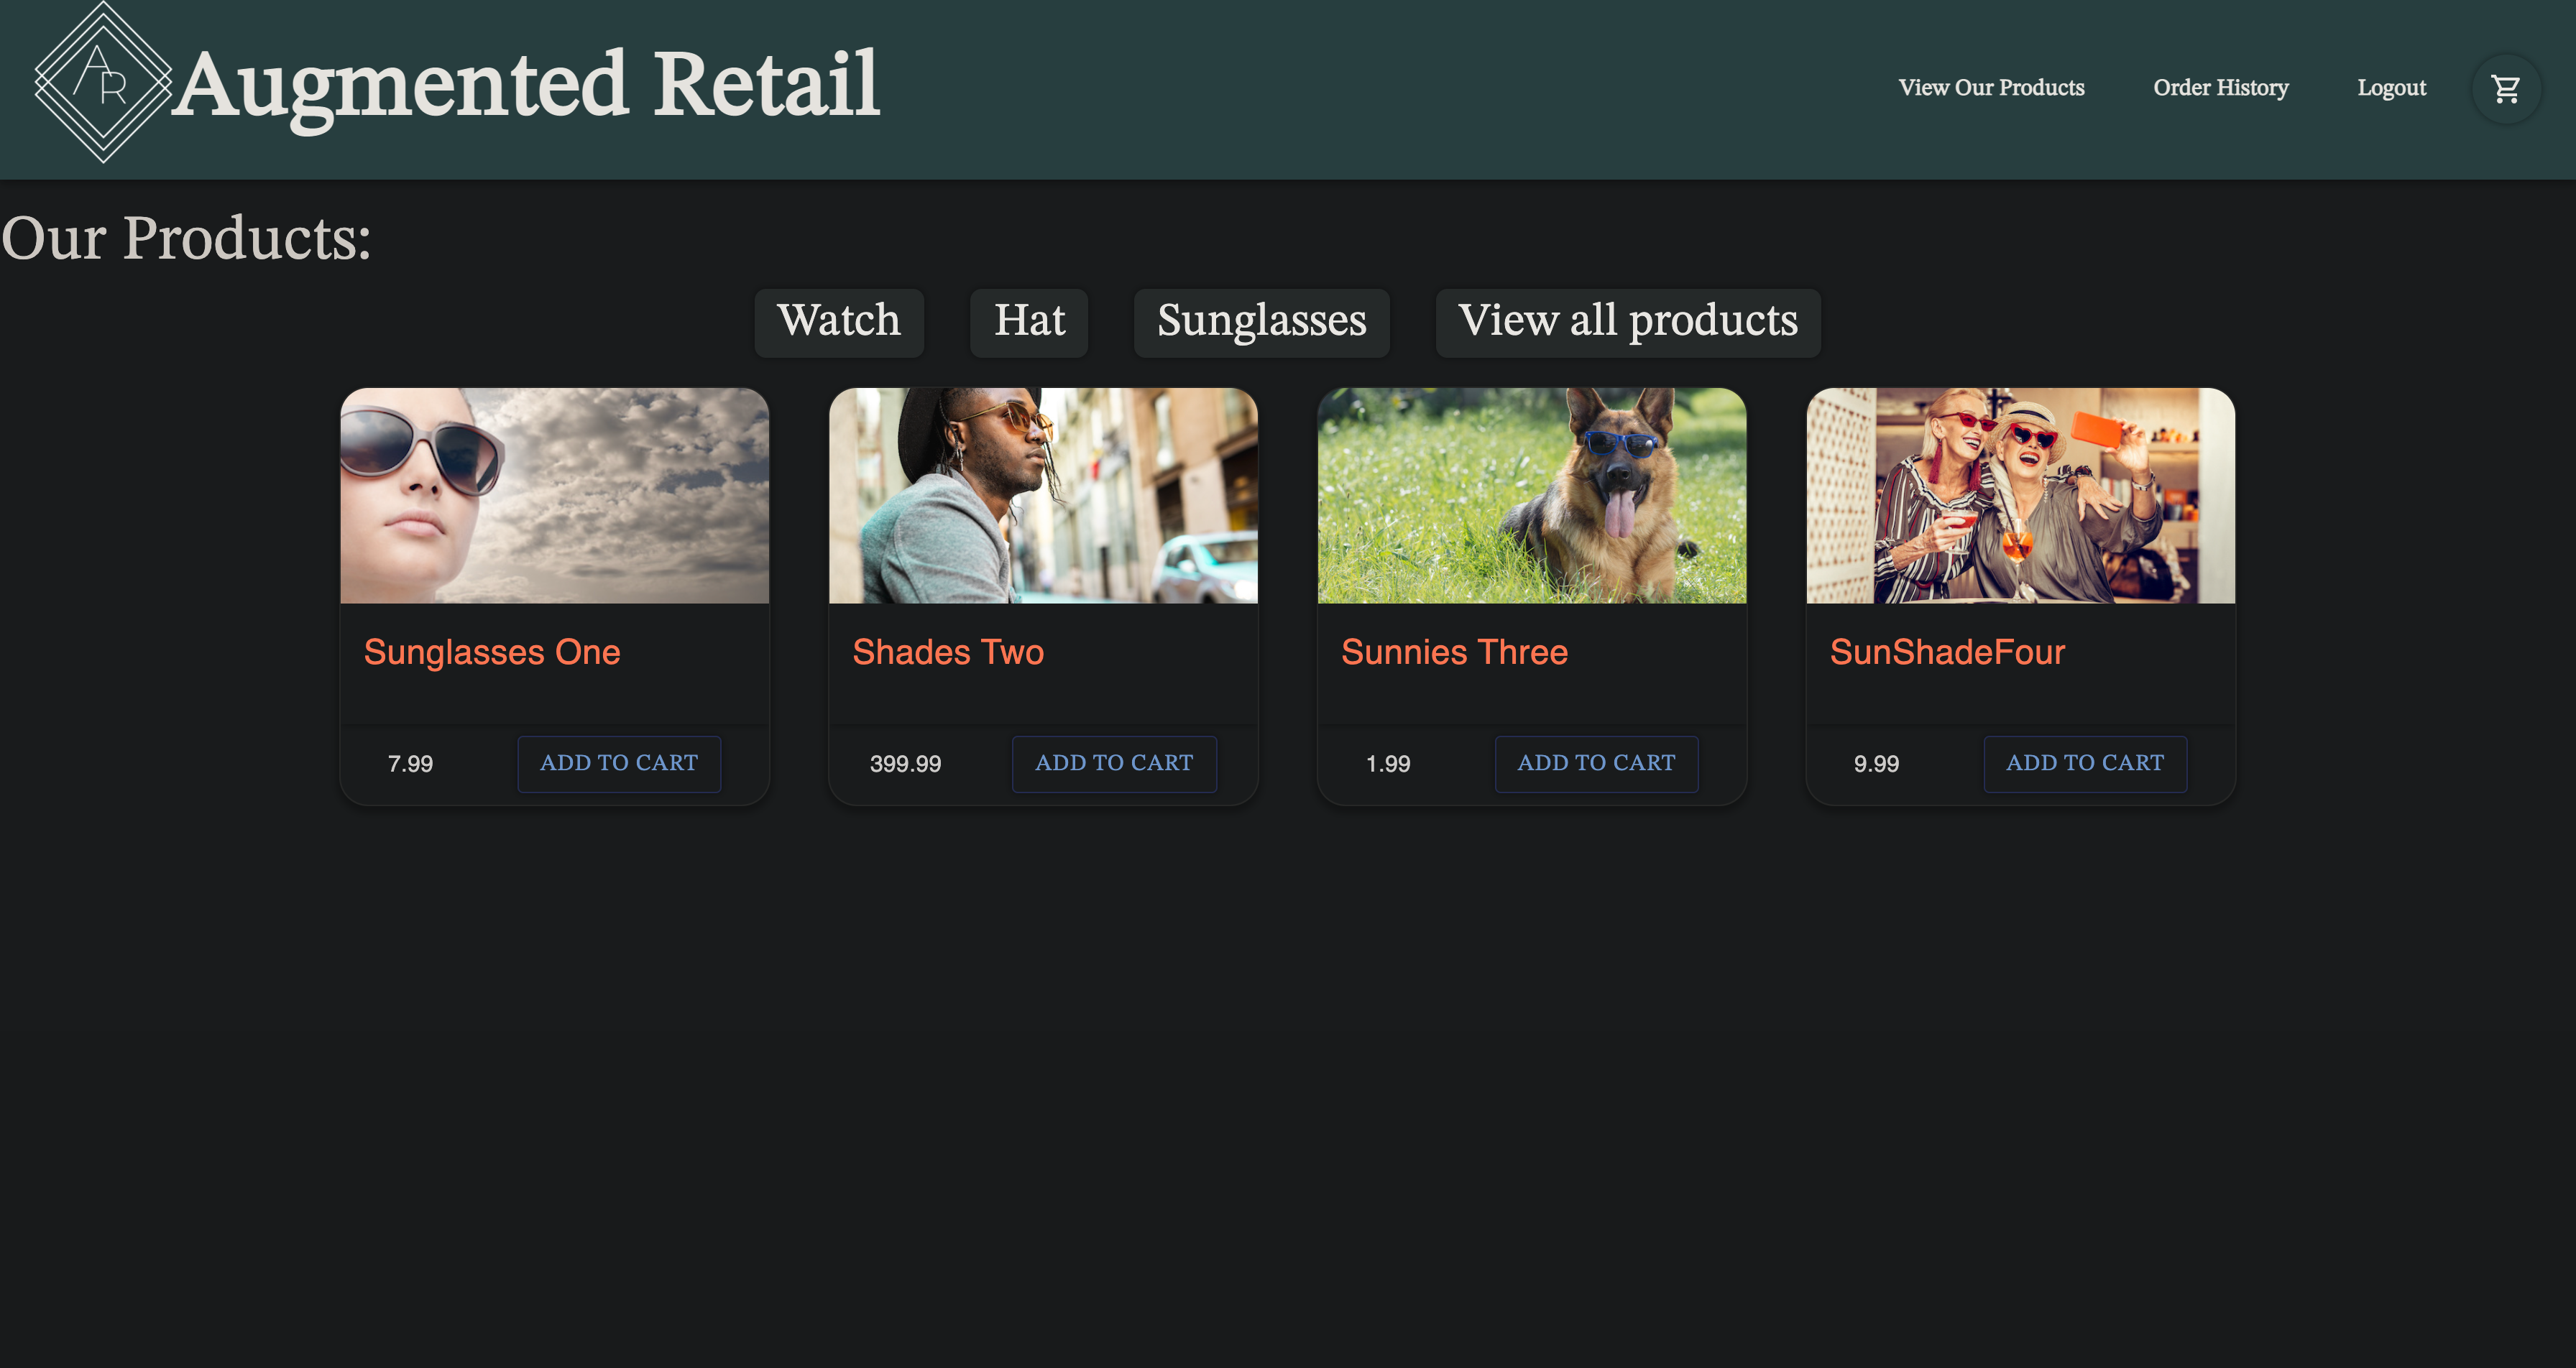 AR
Augmented Retail
View Our Products
Order History
Logout
Our Products:
Watch
Hat
Sunglasses
View all products
Sunglasses One
Shades Two
Sunnies Three
SunShadeFour
7.99
ADD TO CART
399.99
ADD TO CART
1.99
ADD TO CART
9.99
ADD TO CART